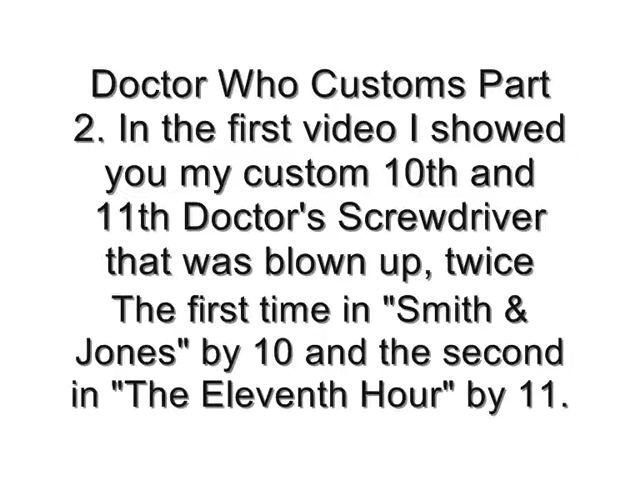 Doctor Who Customs Part
2. In the first video I showed
you my custom 10th and
11th Doctor's Screwdriver
that was blown up, twice
The first time in "Smith &
Jones" by 10 and the second
in "The Eleventh Hour" by 11.